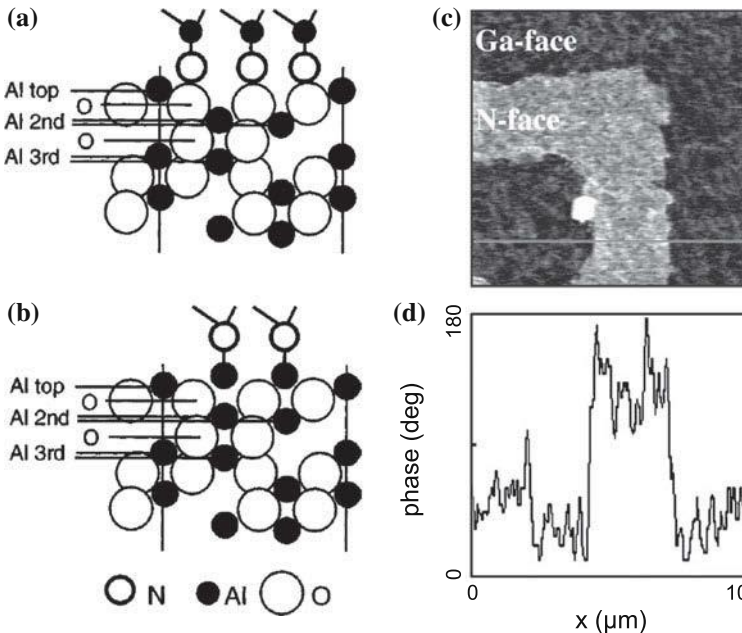 (a)
Al top
O
Al 2nd
O
Al 3rd
(b)
Al top
O
Al 2nd
O
Al 3rd
N Al O
(c)
Ga-face
N-face
(d)
180
phase (deg)
0
0 10
x (μm)